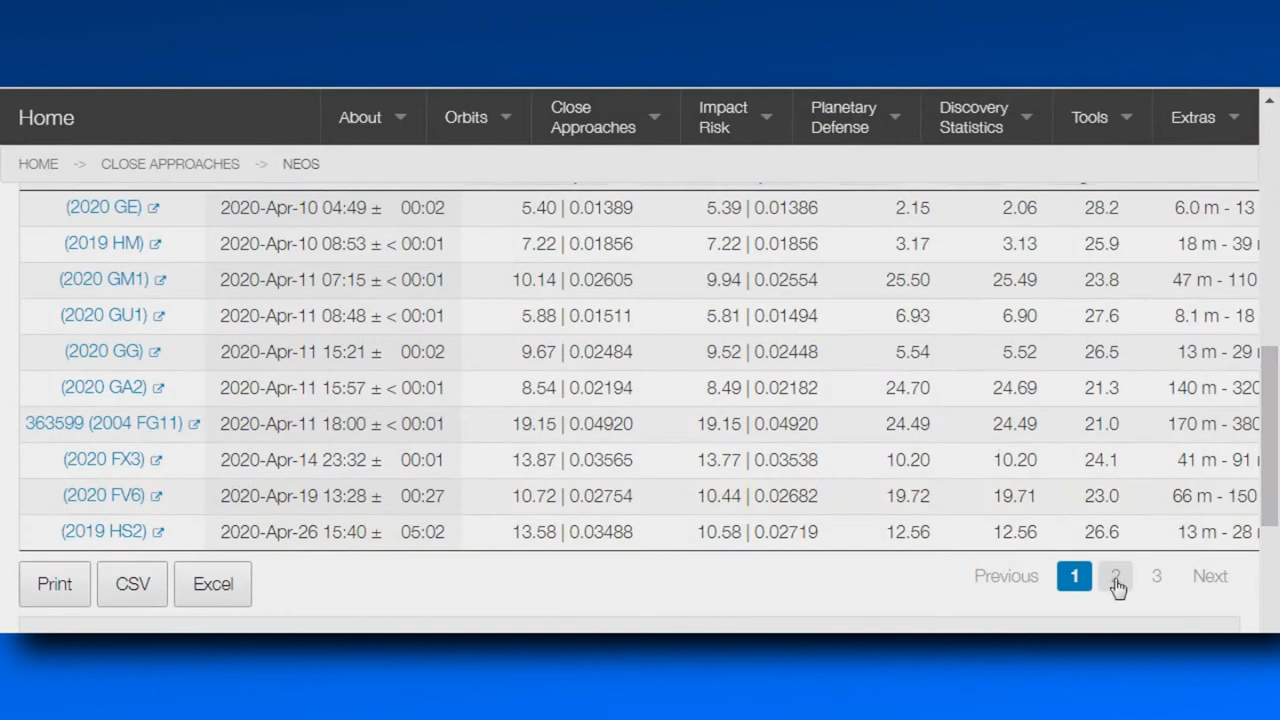 Home About Orbits Close Approaches Impact Risk Planetary Defense Discovery Statistics Tools Extras
HOME -> CLOSE APPROACHES -> NEOS
(2020 GE) 2020-Apr-10 04:49 ± 00:02 5.40 | 0.01389 5.39 | 0.01386 2.15 2.06 28.2 6.0 m - 13
(2019 HM) 2020-Apr-10 08:53 ± < 00:01 7.22 | 0.01856 7.22 | 0.01856 3.17 3.13 25.9 18 m - 39
(2020 GM1) 2020-Apr-11 07:15 ± < 00:01 10.14 | 0.02605 9.94 | 0.02554 25.50 25.49 23.8 47 m - 110
(2020 GU1) 2020-Apr-11 08:48 ± < 00:01 5.88 | 0.01511 5.81 | 0.01494 6.93 6.90 27.6 8.1 m - 18
(2020 GG) 2020-Apr-11 15:21 ± 00:02 9.67 | 0.02484 9.52 | 0.02448 5.54 5.52 26.5 13 m - 29
(2020 GA2) 2020-Apr-11 15:57 ± < 00:01 8.54 | 0.02194 8.49 | 0.02182 24.70 24.69 21.3 140 m - 320
363599 (2004 FG11) 2020-Apr-11 18:00 ± < 00:01 19.15 | 0.04920 19.15 | 0.04920 24.49 24.49 21.0 170 m - 380
(2020 FX3) 2020-Apr-14 23:32 ± 00:01 13.87 | 0.03565 13.77 | 0.03538 10.20 10.20 24.1 41 m - 91
(2020 FV6) 2020-Apr-19 13:28 ± 00:27 10.72 | 0.02754 10.44 | 0.02682 19.72 19.71 23.0 66 m - 150
(2019 HS2) 2020-Apr-26 15:40 ± 05:02 13.58 | 0.03488 10.58 | 0.02719 12.56 12.56 26.6 13 m - 28
Print CSV Excel Previous 1 2 3 Next